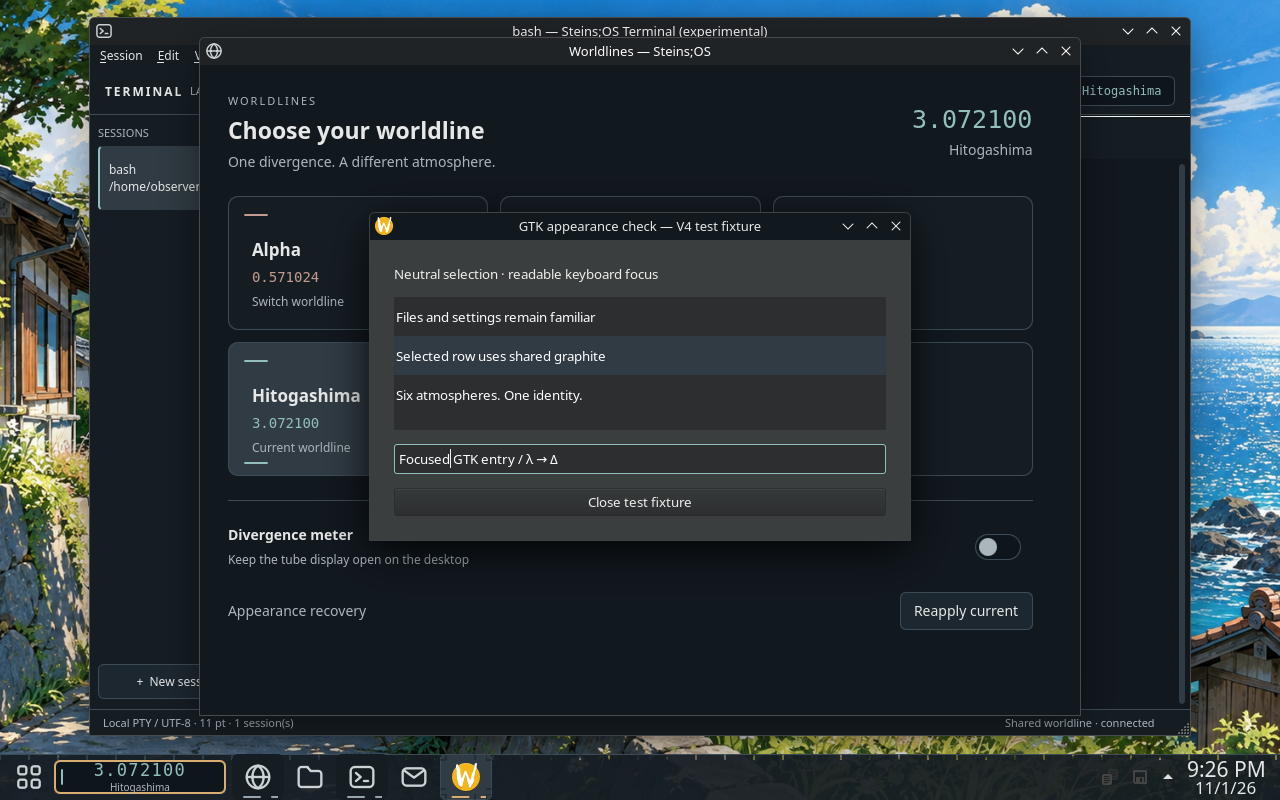 bash — Steins;OS Terminal (experimental)
Session Edit
Worldlines — Steins;OS
TERMINAL
Hitogashima
SESSIONS
bash
/home/observer
WORLDLINES
Choose your worldline
One divergence. A different atmosphere.
3.072100
Hitogashima
Alpha
0.571024
Switch worldline
Hitogashima
3.072100
Current worldline
GTK appearance check — V4 test fixture
Neutral selection · readable keyboard focus
Files and settings remain familiar
Selected row uses shared graphite
Six atmospheres. One identity.
Focused GTK entry / λ → Δ
Close test fixture
Divergence meter
Keep the tube display open on the desktop
Appearance recovery
Reapply current
+ New
Local PTY / UTF-8 · 11 pt · 1 session(s)
Shared worldline · connected
3.072100
Hitogashima
9:26 PM
11/1/26